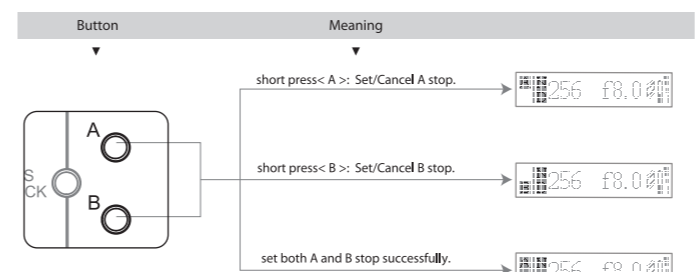 Button Meaning
▼ ▼
short press< A >: Set/Cancel A stop.
256 f8.0
A
short press< B >: Set/Cancel B stop.
S
CK
256 f8.0
B
set both A and B stop successfully.
256 f8.0